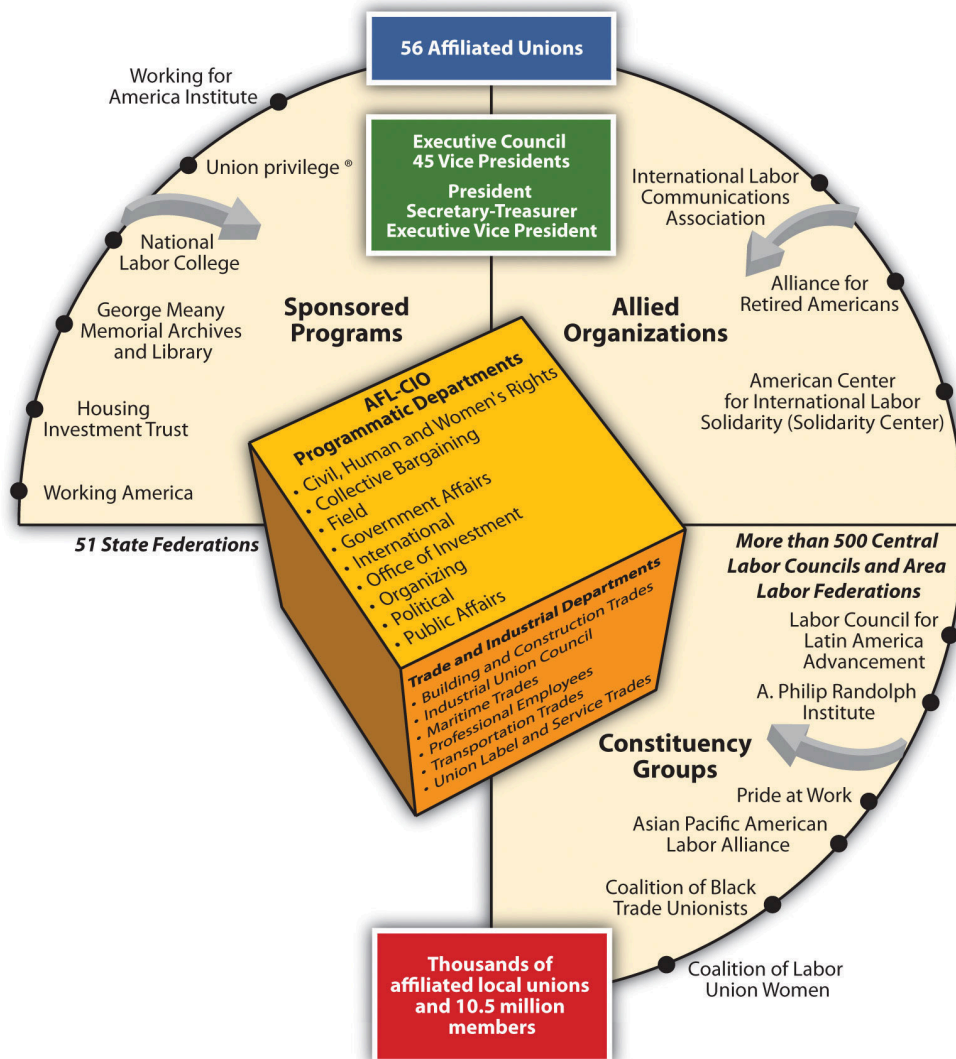 56 Affiliated Unions
Executive Council
45 Vice Presidents
President
Secretary-Treasurer
Executive Vice President
Working for
America Institute
Union privilege ®
National
Labor College
George Meany
Memorial Archives
and Library
Housing
Investment Trust
Working America
Sponsored
Programs
International Labor
Communications
Association
Alliance for
Retired Americans
American Center
for International Labor
Solidarity (Solidarity Center)
Allied
Organizations
AFL-CIO
Programmatic Departments
• Civil, Human and Women's Rights
• Collective Bargaining
• Field
• Government Affairs
• International
• Office of Investment
• Organizing
• Political
• Public Affairs
Trade and Industrial Departments
• Building and Construction Trades
• Industrial Union Council
• Maritime Trades
• Professional Employees
• Transportation Trades
• Union Label and Service Trades
51 State Federations
More than 500 Central
Labor Councils and Area
Labor Federations
Labor Council for
Latin America
Advancement
A. Philip Randolph
Institute
Constituency
Groups
Pride at Work
Asian Pacific American
Labor Alliance
Coalition of Black
Trade Unionists
Coalition of Labor
Union Women
Thousands of
affiliated local unions
and 10.5 million
members